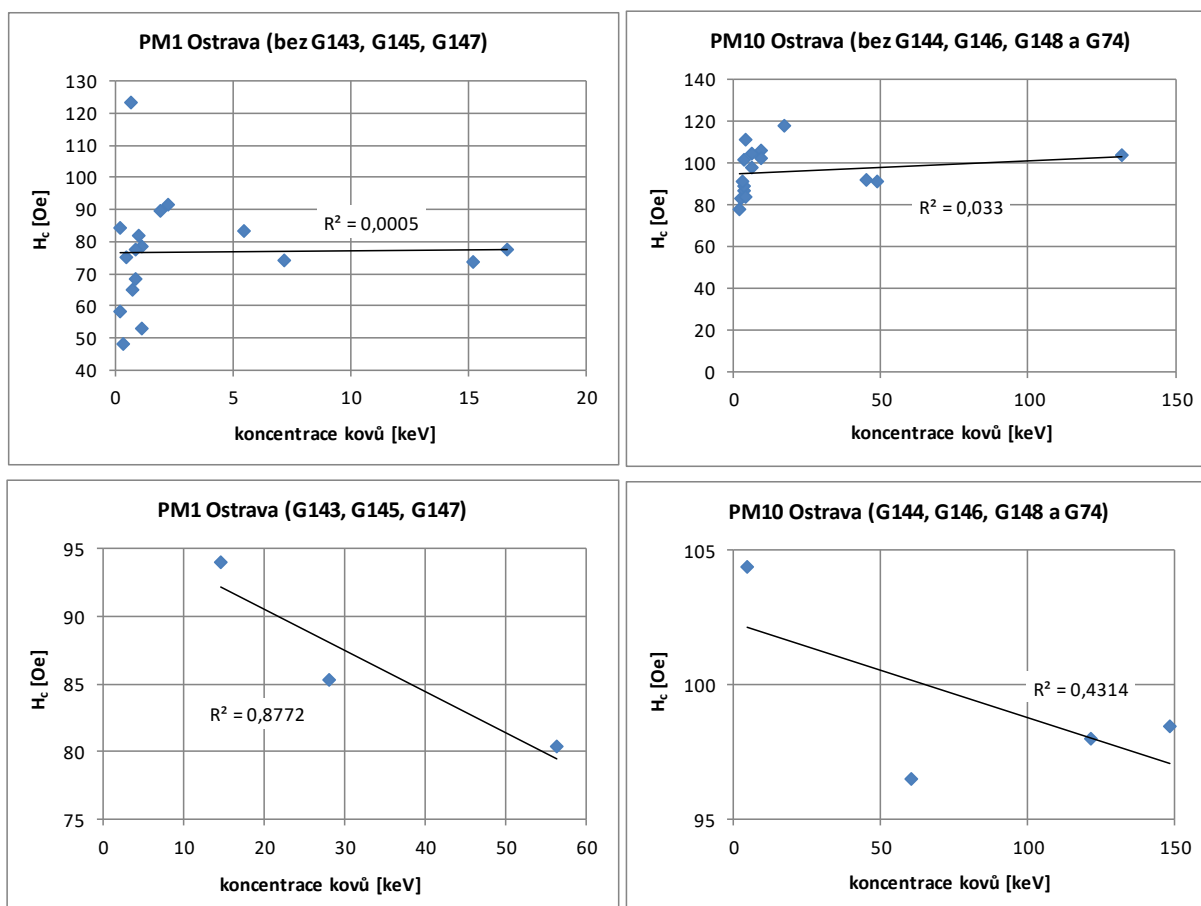 PM1 Ostrava (bez G143, G145, G147)
130
120
110
100
90
80
70
60
50
40
H_c [Oe]
R² = 0,0005
0 5 10 15 20
koncentrace kovů [keV]
PM10 Ostrava (bez G144, G146, G148 a G74)
140
120
100
80
60
40
20
0
H_c [Oe]
R² = 0,033
0 50 100 150
koncentrace kovů [keV]
PM1 Ostrava (G143, G145, G147)
95
90
85
80
75
H_c [Oe]
R² = 0,8772
0 10 20 30 40 50 60
koncentrace kovů [keV]
PM10 Ostrava (G144, G146, G148 a G74)
105
100
95
H_c [Oe]
R² = 0,4314
0 50 100 150
koncentrace kovů [keV]